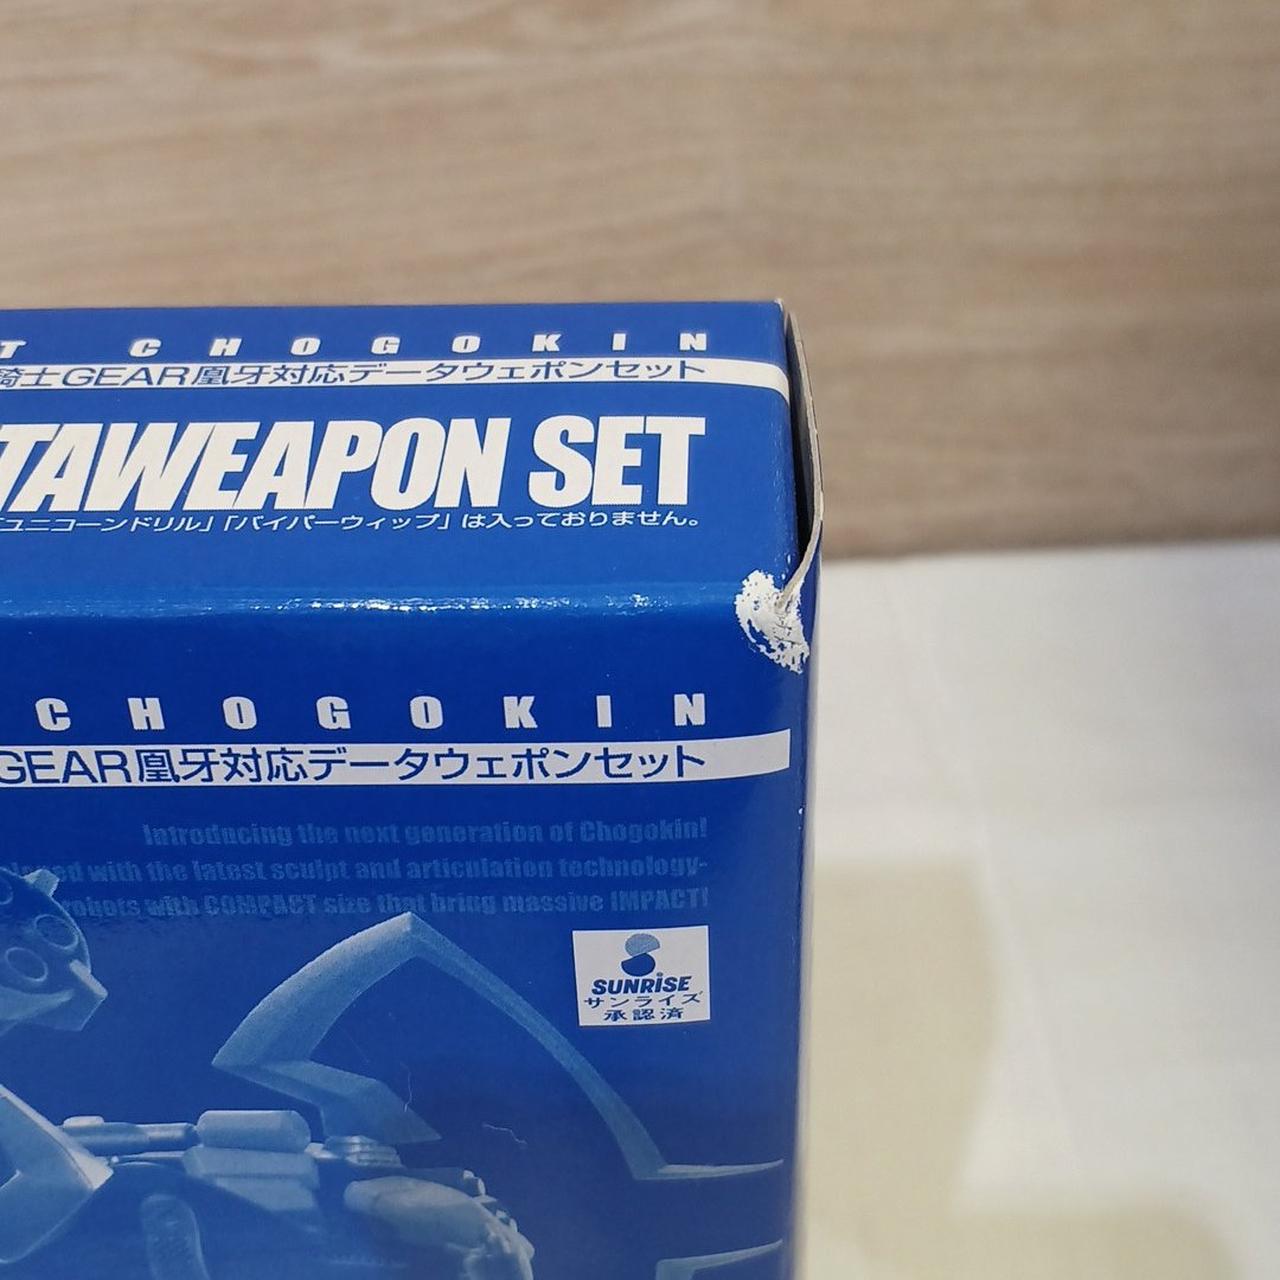 T CHOGOKIN
騎士GEAR凰牙対応データウェポンセット
TAWEAPON SET
「ユニコーンドリル」「バイパーウィップ」は入っておりません。
CHOGOKIN
GEAR凰牙対応データウェポンセット
Introducing the next generation of Chogokin!
with the latest sculpt and articulation technology-
robots with COMPACT size that bring massive IMPACT!
SUNRISE
サンライズ
承認済